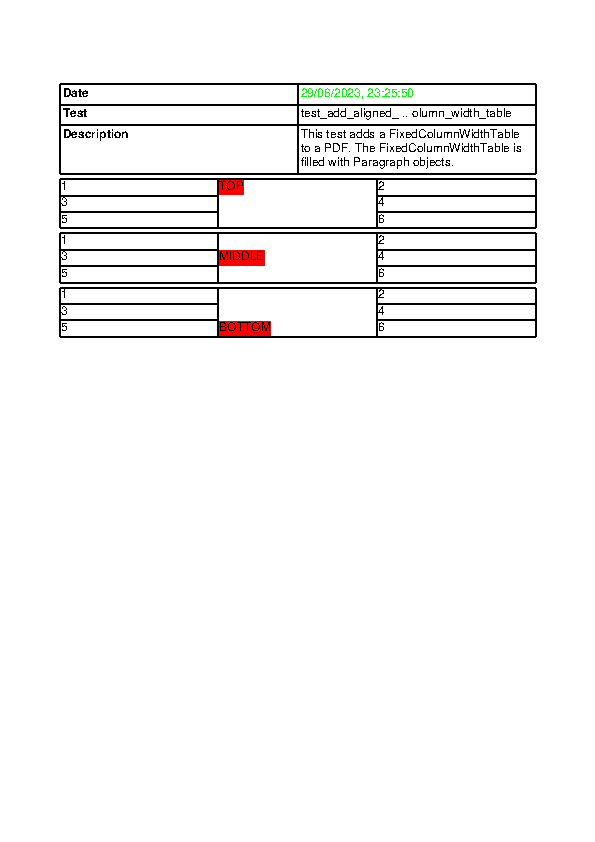 Date 29/06/2023, 23:25:50
Test test_add_aligned_ .. olumn_width_table
Description This test adds a FixedColumnWidthTable
to a PDF. The FixedColumnWidthTable is
filled with Paragraph objects.
1 TOP 2
3 4
5 6
1 2
3 MIDDLE 4
5 6
1 2
3 4
5 BOTTOM 6